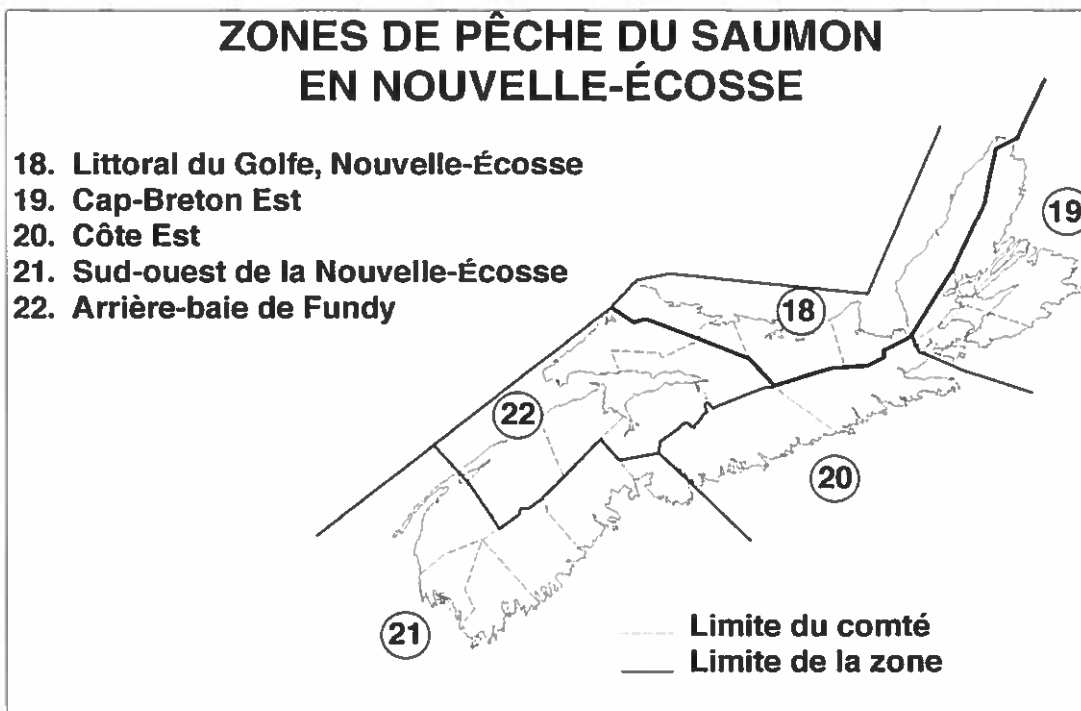 ZONES DE PÊCHE DU SAUMON
EN NOUVELLE-ÉCOSSE
18. Littoral du Golfe, Nouvelle-Écosse
19. Cap-Breton Est
20. Côte Est
21. Sud-ouest de la Nouvelle-Écosse
22. Arrière-baie de Fundy
19
18
22
20
21
Limite du comté
Limite de la zone